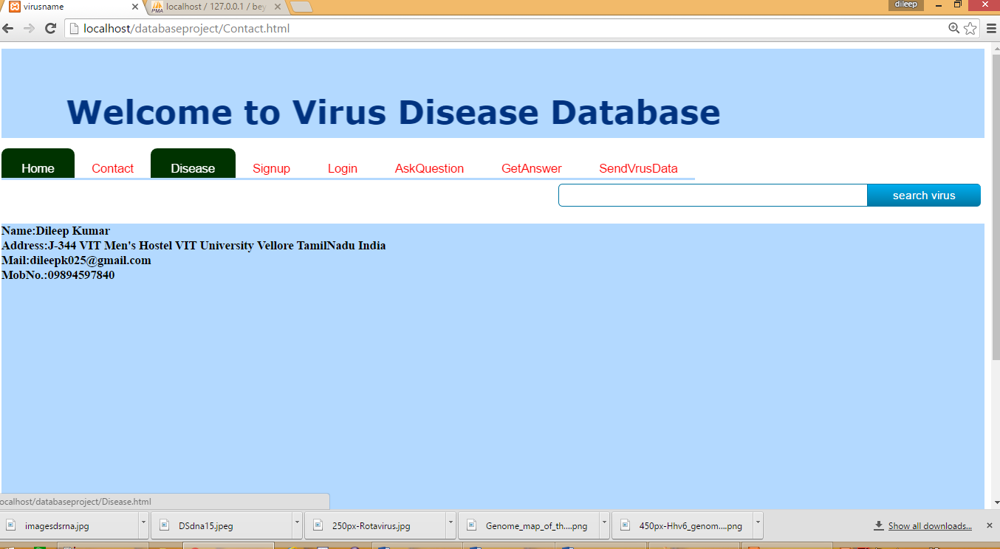 virusname
localhost / 127.0.0.1 / bey
dileep
localhost/databaseproject/Contact.html
Welcome to Virus Disease Database
Home Contact Disease Signup Login AskQuestion GetAnswer SendVrusData
search virus
Name:Dileep Kumar
Address:J-344 VIT Men's Hostel VIT University Vellore TamilNadu India
Mail:dileepk025@gmail.com
MobNo.:09894597840
ocalhost/databaseproject/Disease.html
imagesdsrna.jpg DSdna15.jpeg 250px-Rotavirus.jpg Genome_map_of_th....png 450px-Hhv6_genom....png Show all downloads...